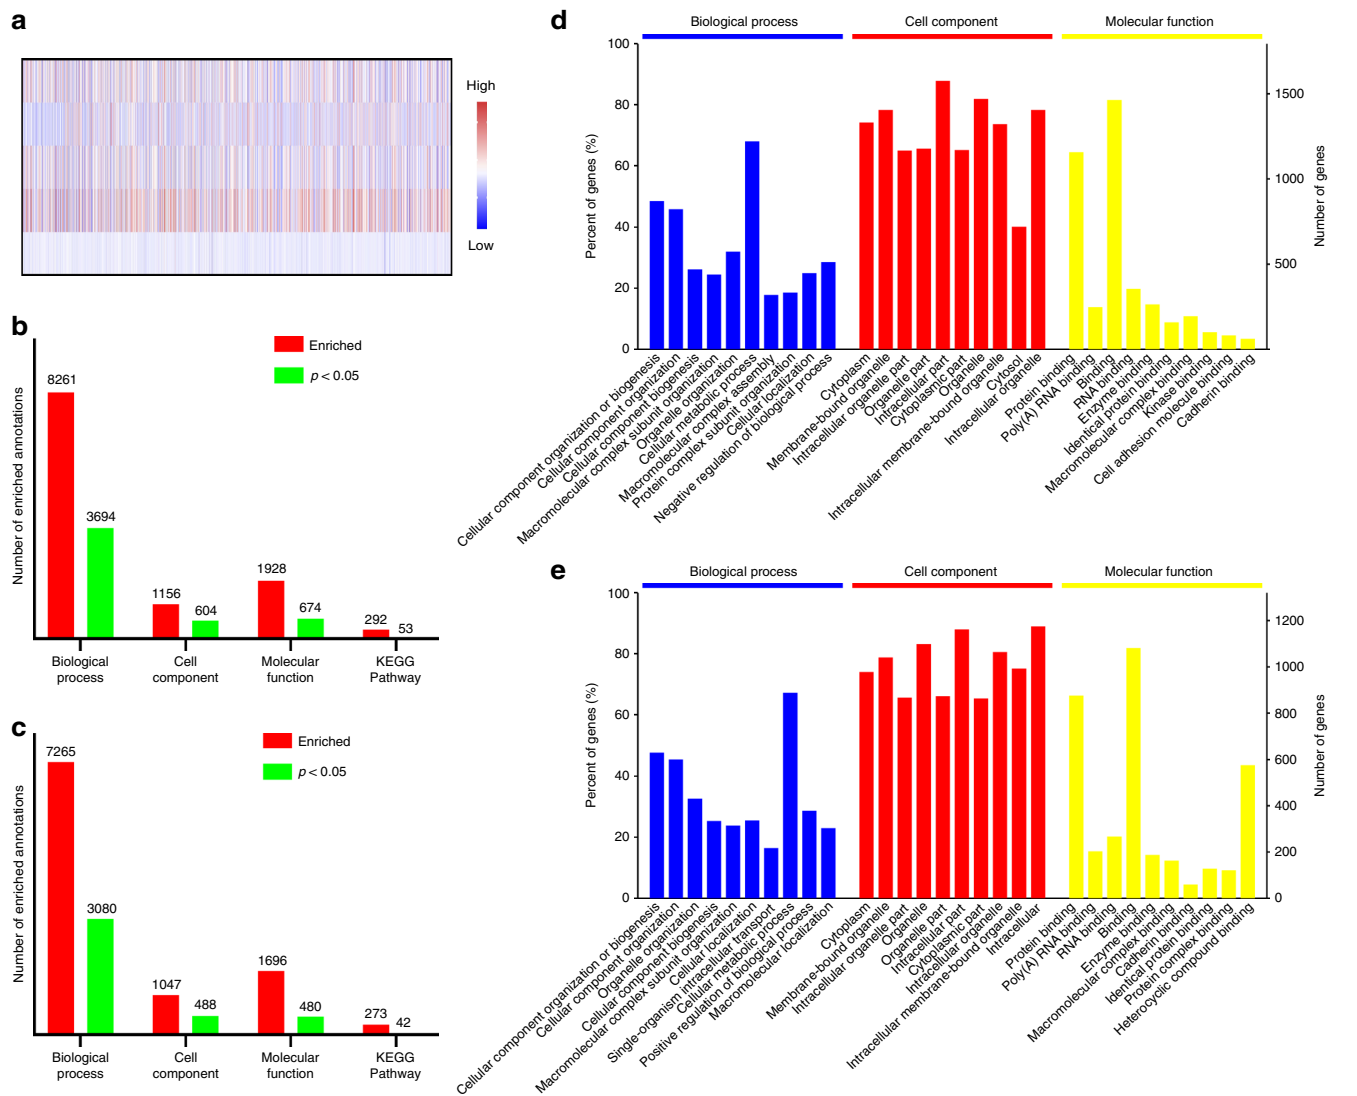 a
High
Low
b
Number of enriched annotations
Enriched
p < 0.05
8261
3694
1156
604
1928
674
292
53
Biological
process
Cell
component
Molecular
function
KEGG
Pathway
c
Number of enriched annotations
Enriched
p < 0.05
7265
3080
1047
488
1696
480
273
42
Biological
process
Cell
component
Molecular
function
KEGG
Pathway
d
Biological process
Cell component
Molecular function
Percent of genes (%)
100
80
60
40
20
0
Number of genes
1500
1000
500
Cellular component organization or biogenesis
Cellular component organization
Cellular component biogenesis
Macromolecular complex subunit organization
Organelle organization
Cellular metabolic process
Macromolecular complex assembly
Protein complex subunit organization
Cellular localization
Negative regulation of biological process
Cytoplasm
Membrane-bound organelle
Intracellular organelle part
Organelle part
Intracellular part
Cytoplasmic part
Organelle
Intracellular membrane-bound organelle
Cytosol
Intracellular organelle
Protein binding
Poly(A) RNA binding
Binding
RNA binding
Enzyme binding
Identical protein binding
Macromolecular complex binding
Kinase binding
Cell adhesion molecule binding
Cadherin binding
e
Biological process
Cell component
Molecular function
Percent of genes (%)
100
80
60
40
20
0
Number of genes
1200
1000
800
600
400
200
0
Cellular component organization or biogenesis
Cellular component organization
Organelle organization
Cellular component biogenesis
Macromolecular complex subunit organization
Cellular localization
Single-organism intracellular transport
Cellular metabolic process
Positive regulation of biological process
Macromolecular localization
Cytoplasm
Membrane-bound organelle
Intracellular organelle part
Organelle
Organelle part
Intracellular part
Cytoplasmic part
Intracellular organelle
Intracellular membrane-bound organelle
Intracellular
Protein binding
Poly(A) RNA binding
RNA binding
Binding
Enzyme binding
Macromolecular complex binding
Cadherin binding
Identical protein binding
Protein complex binding
Heterocyclic compound binding